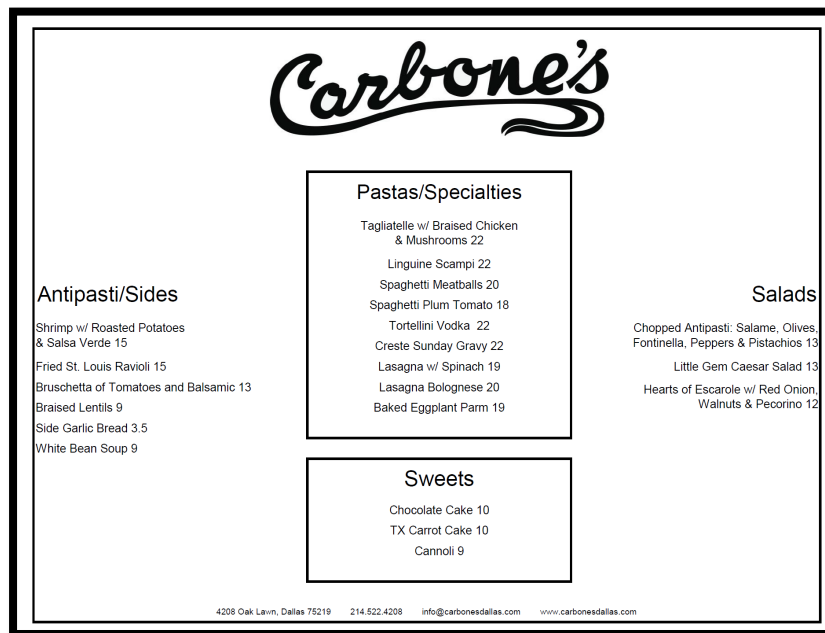 Carbone's
Pastas/Specialties
Tagliatelle w/ Braised Chicken
& Mushrooms 22
Linguine Scampi 22
Spaghetti Meatballs 20
Spaghetti Plum Tomato 18
Tortellini Vodka 22
Creste Sunday Gravy 22
Lasagna w/ Spinach 19
Lasagna Bolognese 20
Baked Eggplant Parm 19
Antipasti/Sides
Shrimp w/ Roasted Potatoes
& Salsa Verde 15
Fried St. Louis Ravioli 15
Bruschetta of Tomatoes and Balsamic 13
Braised Lentils 9
Side Garlic Bread 3.5
White Bean Soup 9
Salads
Chopped Antipasti: Salame, Olives,
Fontinella, Peppers & Pistachios 13
Little Gem Caesar Salad 13
Hearts of Escarole w/ Red Onion,
Walnuts & Pecorino 12
Sweets
Chocolate Cake 10
TX Carrot Cake 10
Cannoli 9
4208 Oak Lawn, Dallas 75219 214.522.4208 info@carbonesdallas.com www.carbonesdallas.com